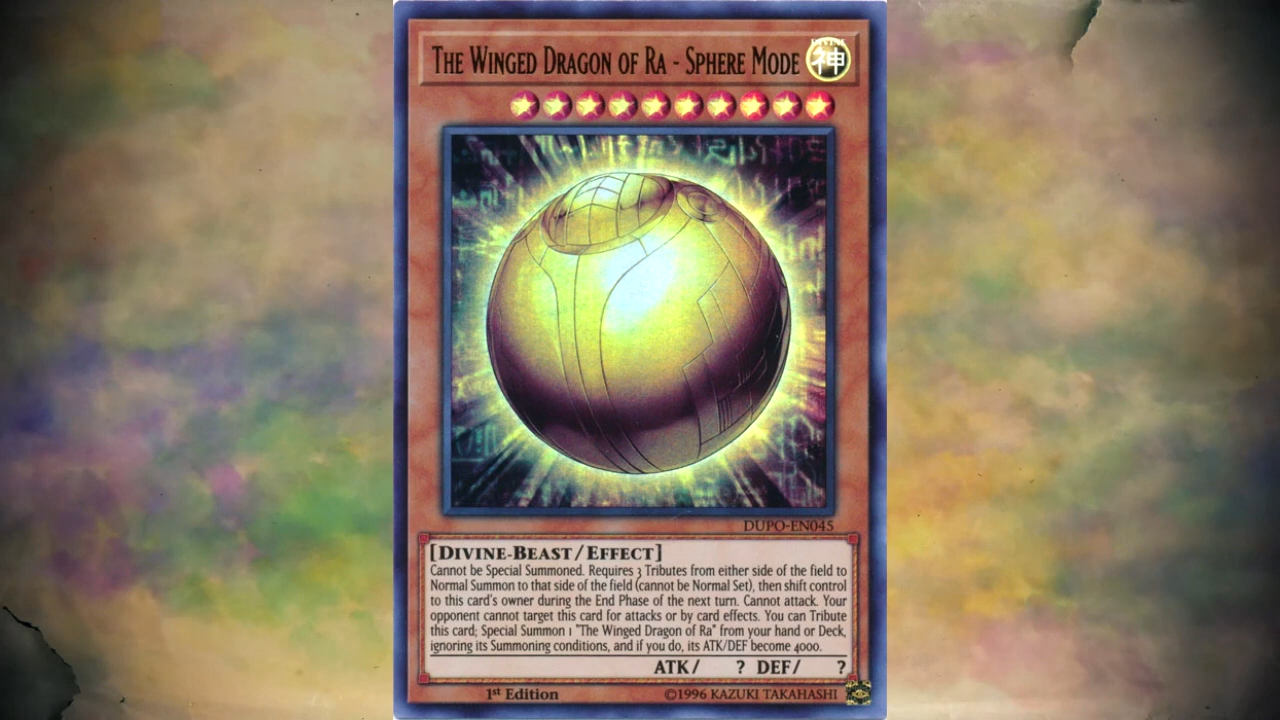 The Winged Dragon of Ra - Sphere Mode
DIVINE
神
DUPO-EN045
[Divine-Beast/Effect]
Cannot be Special Summoned. Requires 3 Tributes from either side of the field to
Normal Summon to that side of the field (cannot be Normal Set), then shift control
to this card's owner during the End Phase of the next turn. Cannot attack. Your
opponent cannot target this card for attacks or by card effects. You can Tribute
this card; Special Summon 1 "The Winged Dragon of Ra" from your hand or Deck,
ignoring its Summoning conditions, and if you do, its ATK/DEF become 4000.
ATK/ ? DEF/ ?
1st Edition ©1996 KAZUKI TAKAHASHI